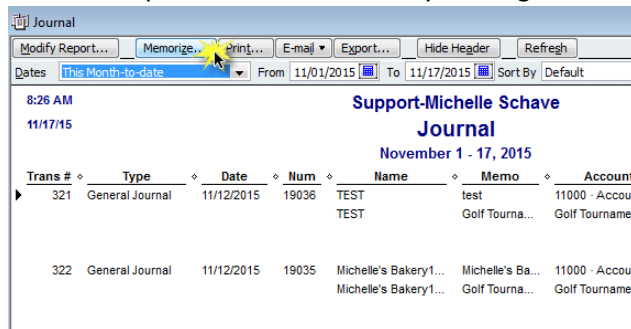 Journal
Modify Report... Memorize... Print... E-mail Export... Hide Header Refresh
Dates This Month-to-date From 11/01/2015 To 11/17/2015 Sort By Default
8:26 AM Support-Michelle Schave
11/17/15 Journal
November 1 - 17, 2015
Trans # Type Date Num Name Memo Account
321 General Journal 11/12/2015 19036 TEST test 11000 · Accou
TEST Golf Tourna... Golf Tourname
322 General Journal 11/12/2015 19035 Michelle's Bakery1... Michelle's Ba... 11000 · Accou
Michelle's Bakery1... Golf Tourna... Golf Tourname